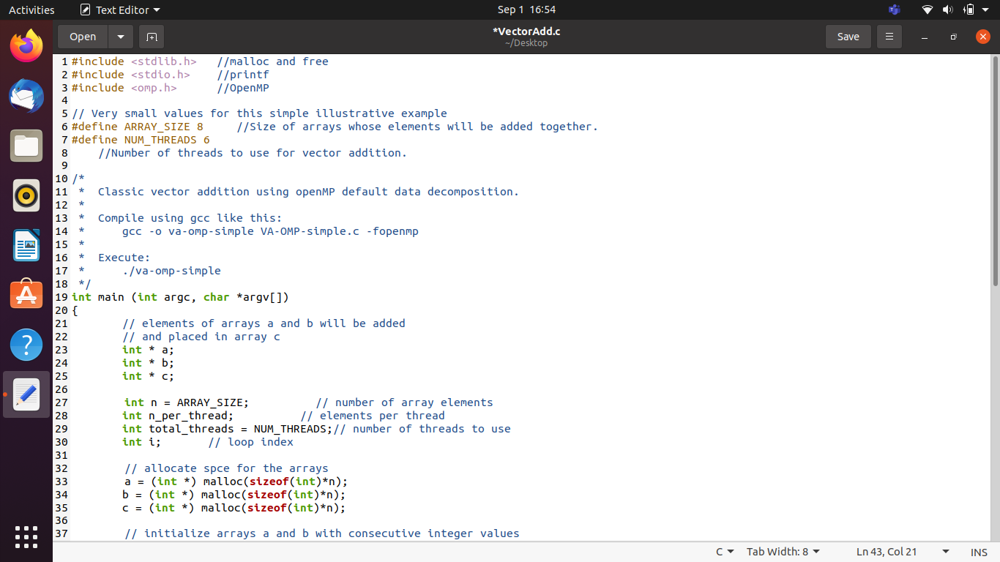 Activities Text Editor Sep 1 16:54
Open *VectorAdd.c Save
~/Desktop
1 #include <stdlib.h> //malloc and free
2 #include <stdio.h> //printf
3 #include <omp.h> //OpenMP
4
5 // Very small values for this simple illustrative example
6 #define ARRAY_SIZE 8 //Size of arrays whose elements will be added together.
7 #define NUM_THREADS 6
8 //Number of threads to use for vector addition.
9
10 /*
11 * Classic vector addition using openMP default data decomposition.
12 *
13 * Compile using gcc like this:
14 * gcc -o va-omp-simple VA-OMP-simple.c -fopenmp
15 *
16 * Execute:
17 * ./va-omp-simple
18 */
19 int main (int argc, char *argv[])
20 {
21 // elements of arrays a and b will be added
22 // and placed in array c
23 int * a;
24 int * b;
25 int * c;
26
27 int n = ARRAY_SIZE; // number of array elements
28 int n_per_thread; // elements per thread
29 int total_threads = NUM_THREADS;// number of threads to use
30 int i; // loop index
31
32 // allocate spce for the arrays
33 a = (int *) malloc(sizeof(int)*n);
34 b = (int *) malloc(sizeof(int)*n);
35 c = (int *) malloc(sizeof(int)*n);
36
37 // initialize arrays a and b with consecutive integer values
C Tab Width: 8 Ln 43, Col 21 INS